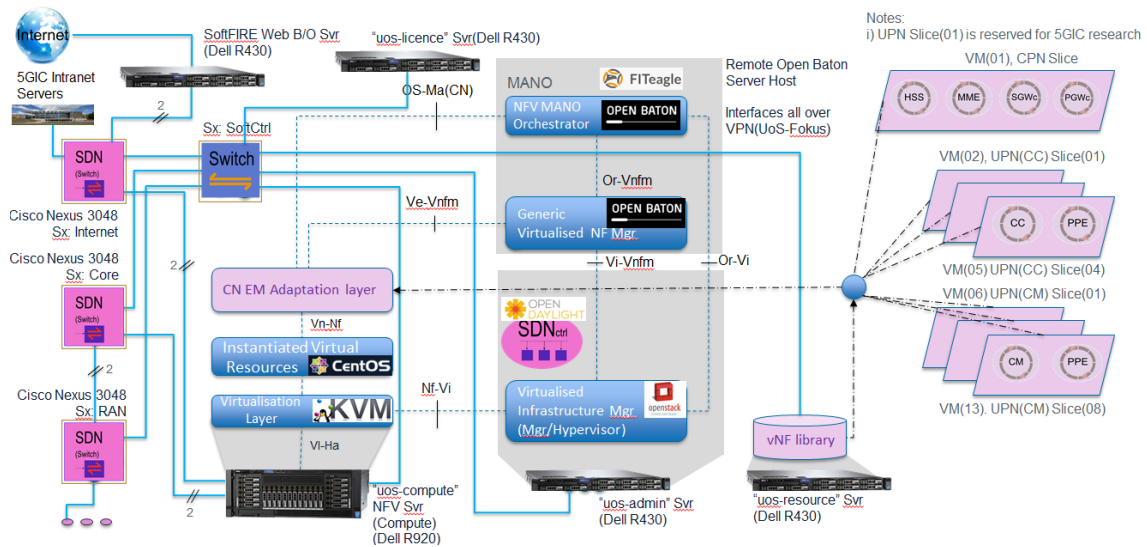 Internet
SoftFIRE Web B/O Svr
(Dell R430)
"uos-licence" Svr(Dell R430)
5GIC Intranet
Servers
2
OS-Ma(CN)
Sx: SoftCtrl
SDN
(Switch)
Switch
Cisco Nexus 3048
Sx: Internet
Cisco Nexus 3048
Sx: Core
SDN
(Switch)
2
2
2
Cisco Nexus 3048
Sx: RAN
SDN
(Switch)
2
MANO
FITeagle
NFV MANO
Orchestrator
OPEN BATON
Or-Vnfm
Ve-Vnfm
Generic
Virtualised NF Mgr
OPEN BATON
Vi-Vnfm
Or-Vi
CN EM Adaptation layer
Vn-Nf
Instantiated Virtual
Resources
CentOS
Virtualisation
Layer
KVM
Nf-Vi
VI-Ha
OPEN
DAYLIGHT
SDNctrl
Virtualised
Infrastructure Mgr
(Mgr/Hypervisor)
openstack
"uos-compute"
NFV Svr
(Compute)
(Dell R920)
"uos-admin" Svr
(Dell R430)
Remote Open Baton
Server Host
Interfaces all over
VPN(UoS-Fokus)
vNF library
"uos-resource" Svr
(Dell R430)
Notes:
i) UPN Slice(01) is reserved for 5GIC research
VM(01), CPN Slice
HSS
MME
SGWc
PGWc
VM(02), UPN(CC) Slice(01)
CC
PPE
VM(05) UPN(CC) Slice(04)
VM(06) UPN(CM) Slice(01)
CM
PPE
VM(13). UPN(CM) Slice(08)